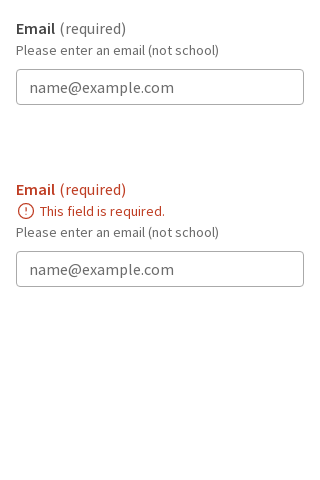 Email (required)
Please enter an email (not school)
name@example.com
Email (required)
This field is required.
Please enter an email (not school)
name@example.com